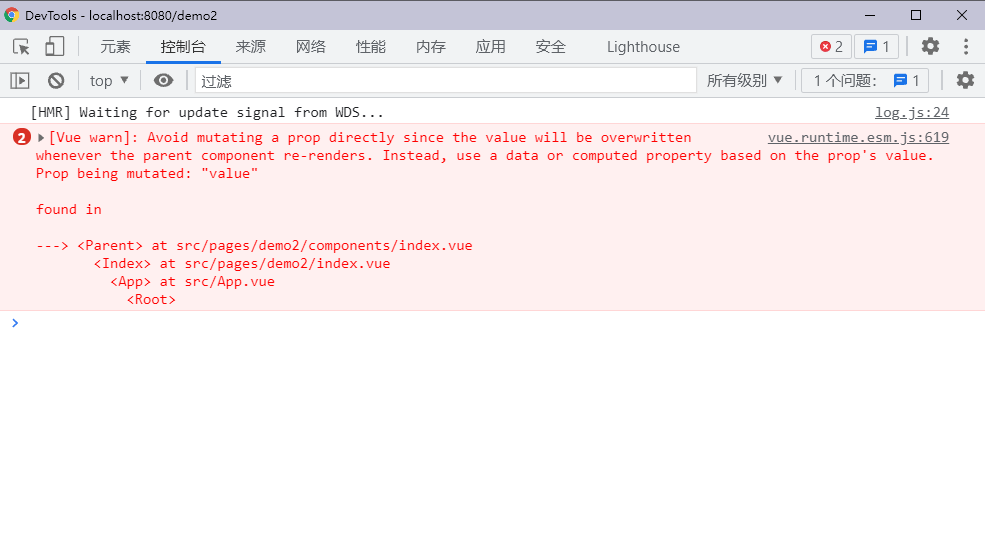 DevTools - localhost:8080/demo2
元素 控制台 来源 网络 性能 内存 应用 安全 Lighthouse 2 1
top 过滤 所有级别 1 个问题: 1
[HMR] Waiting for update signal from WDS... log.js:24
2 [Vue warn]: Avoid mutating a prop directly since the value will be overwritten vue.runtime.esm.js:619
whenever the parent component re-renders. Instead, use a data or computed property based on the prop's value.
Prop being mutated: "value"
found in
---> <Parent> at src/pages/demo2/components/index.vue
<Index> at src/pages/demo2/index.vue
<App> at src/App.vue
<Root>